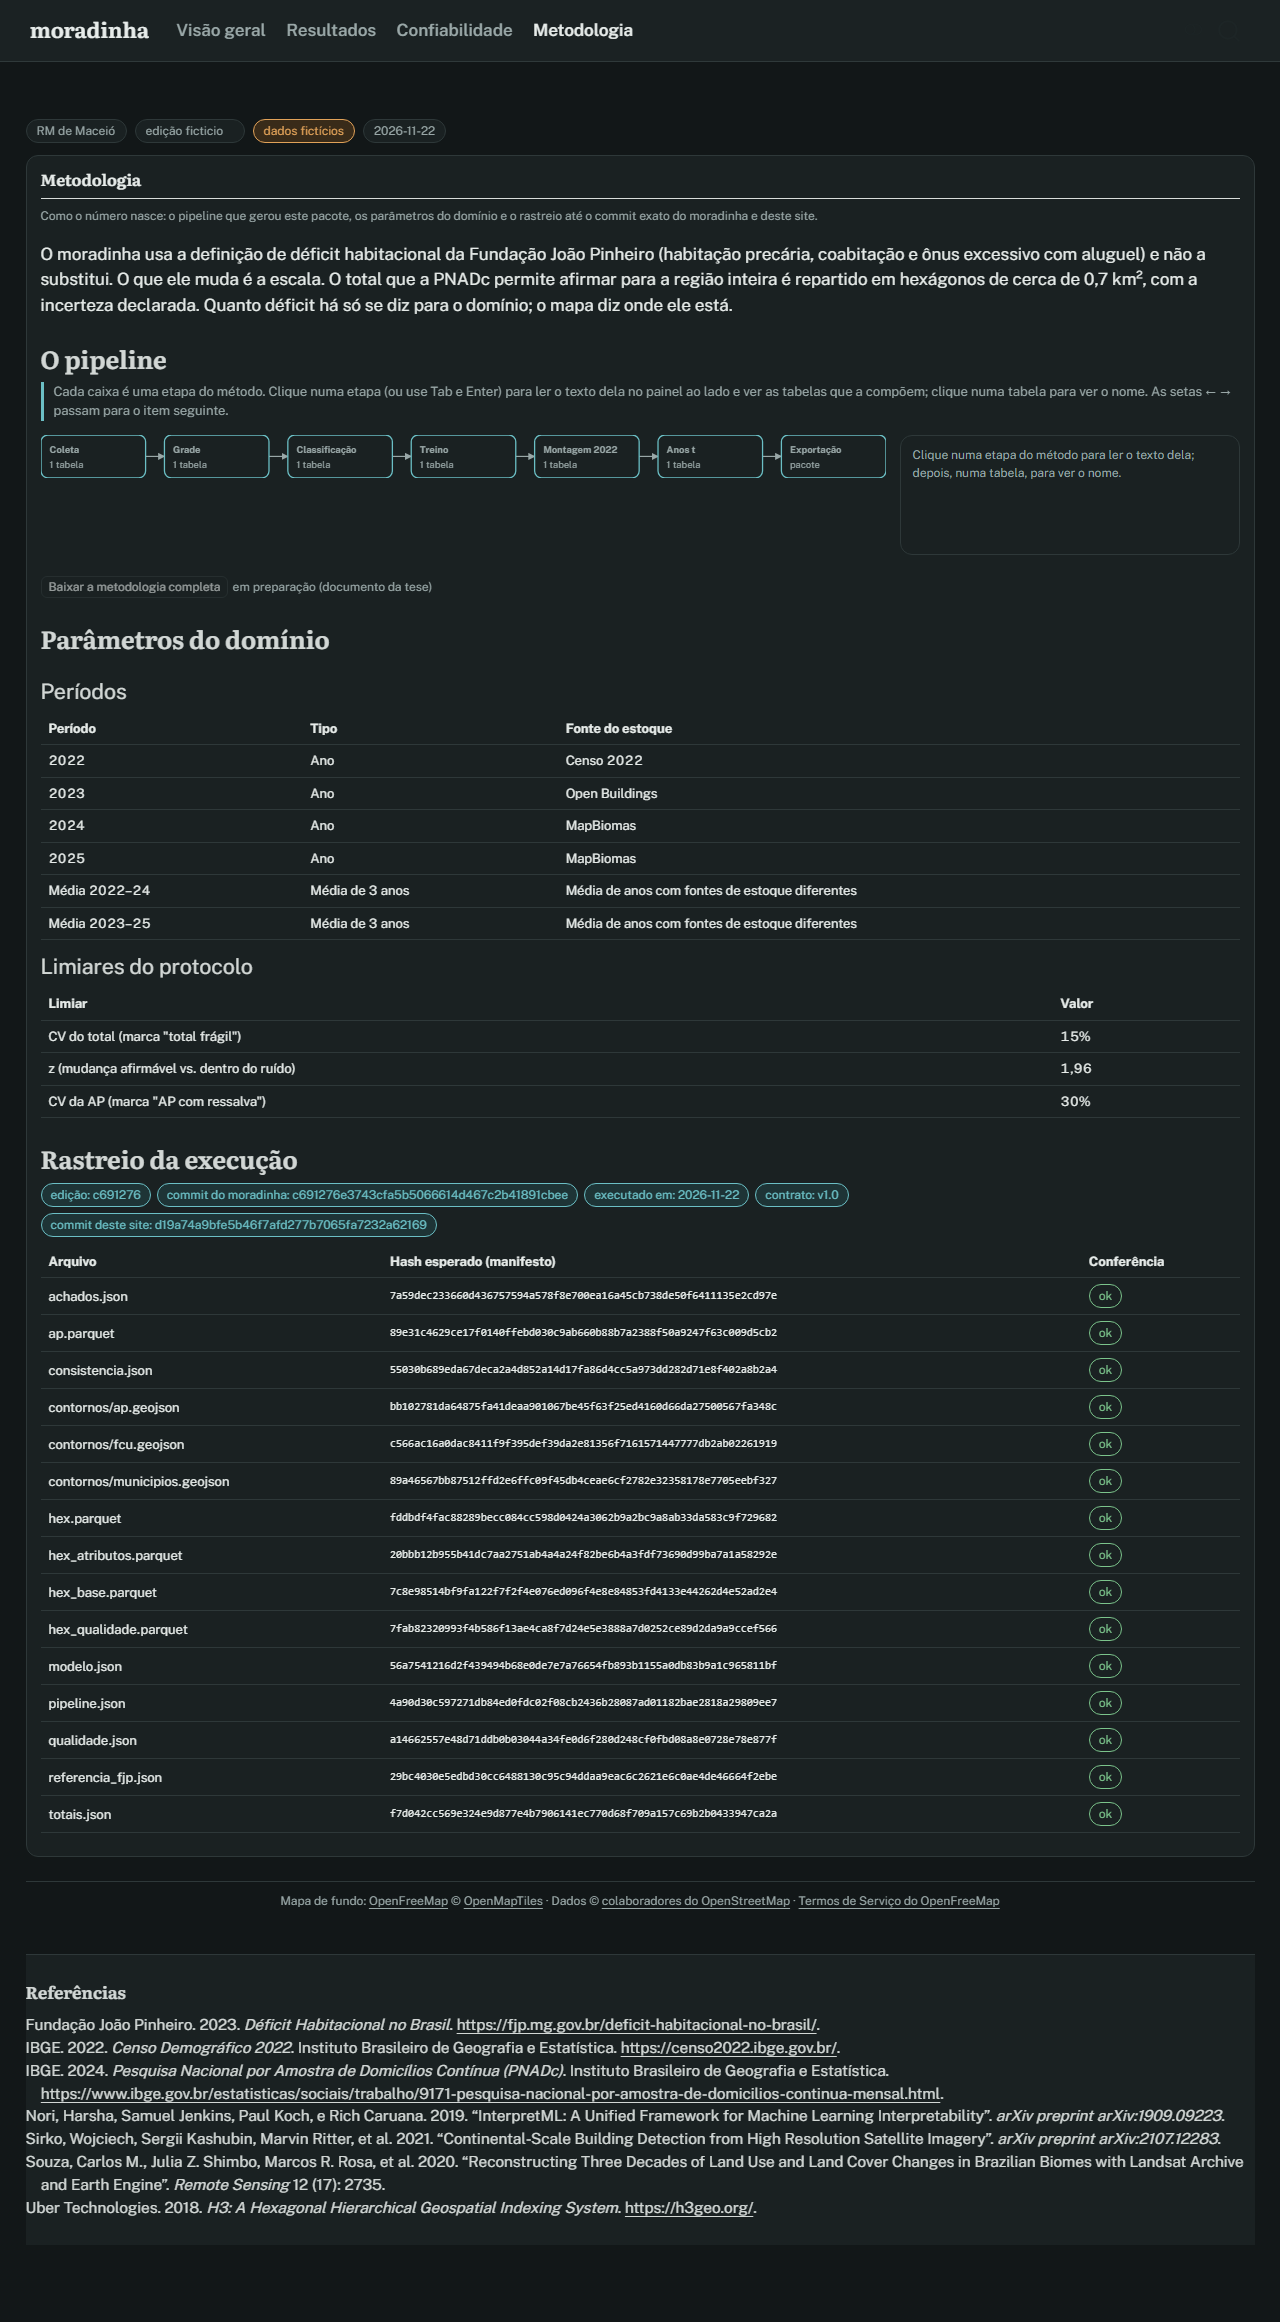 moradinha Visão geral Resultados Confiabilidade Metodologia
RM de Maceió edição ficticio dados fictícios 2026-11-22
Metodologia
Como o número nasce: o pipeline que gerou este pacote, os parâmetros do domínio e o rastreio até o commit exato do moradinha e deste site.
O moradinha usa a definição de déficit habitacional da Fundação João Pinheiro (habitação precária, coabitação e ônus excessivo com aluguel) e não a
substitui. O que ele muda é a escala. O total que a PNADc permite afirmar para a região inteira é repartido em hexágonos de cerca de 0,7 km², com a
incerteza declarada. Quanto déficit há só se diz para o domínio; o mapa diz onde ele está.
O pipeline
Cada caixa é uma etapa do método. Clique numa etapa (ou use Tab e Enter) para ler o texto dela no painel ao lado e ver as tabelas que a compõem; clique numa tabela para ver o nome. As setas ← →
passam para o item seguinte.
Coleta Grade Classificação Treino Montagem 2022 Anos t Exportação
1 tabela 1 tabela 1 tabela 1 tabela 1 tabela 1 tabela pacote
Clique numa etapa do método para ler o texto dela;
depois, numa tabela, para ver o nome.
Baixar a metodologia completa em preparação (documento da tese)
Parâmetros do domínio
Períodos
Período Tipo Fonte do estoque
2022 Ano Censo 2022
2023 Ano Open Buildings
2024 Ano MapBiomas
2025 Ano MapBiomas
Média 2022–24 Média de 3 anos Média de anos com fontes de estoque diferentes
Média 2023–25 Média de 3 anos Média de anos com fontes de estoque diferentes
Limiares do protocolo
Limiar Valor
CV do total (marca "total frágil") 15%
z (mudança afirmável vs. dentro do ruído) 1,96
CV da AP (marca "AP com ressalva") 30%
Rastreio da execução
edição: c691276 commit do moradinha: c691276e3743cfa5b5066614d467c2b41891cbee executado em: 2026-11-22 contrato: v1.0
commit deste site: d19a74a9bfe5b46f7afd277b7065fa7232a62169
Arquivo Hash esperado (manifesto) Conferência
achados.json 7a59dec233660d436757594a578f8e700ea16a45cb738de50f6411135e2cd97e ok
ap.parquet 89e31c4629ce17f0140ffebd030c9ab660b88b7a2388f50a9247f63c009d5cb2 ok
consistencia.json 55030b689eda67deca2a4d852a14d17fa86d4cc5a973dd282d71e8f402a8b2a4 ok
contornos/ap.geojson bb102781da64875fa41deaa901067be45f63f25ed4160d66da27500567fa348c ok
contornos/fcu.geojson c566ac16a0dac8411f9f395def39da2e81356f7161571447777db2ab02261919 ok
contornos/municipios.geojson 89a46567bb87512ffd2e6ffc09f45db4ceae6cf2782e32358178e7705eebf327 ok
hex.parquet fddbdf4fac88289becc084cc598d0424a3062b9a2bc9a8ab33da583c9f729682 ok
hex_atributos.parquet 20bbb12b955b41dc7aa2751ab4a4a24f82be6b4a3fdf73690d99ba7a1a58292e ok
hex_base.parquet 7c8e98514bf9fa122f7f2f4e076ed096f4e8e84853fd4133e44262d4e52ad2e4 ok
hex_qualidade.parquet 7fab82320993f4b586f13ae4ca8f7d24e5e3888a7d0252ce89d2da9a9ccef566 ok
modelo.json 56a7541216d2f439494b68e0de7e7a76654fb893b1155a0db83b9a1c965811bf ok
pipeline.json 4a90d30c597271db84ed0fdc02f08cb2436b28087ad01182bae2818a29809ee7 ok
qualidade.json a14662557e48d71ddb0b03044a34fe0d6f280d248cf0fbd08a8e0728e78e877f ok
referencia_fjp.json 29bc4030e5edbd30cc6488130c95c94ddaa9eac6c2621e6c0ae4de46664f2ebe ok
totais.json f7d042cc569e324e9d877e4b7906141ec770d68f709a157c69b2b0433947ca2a ok
Mapa de fundo: OpenFreeMap © OpenMapTiles · Dados © colaboradores do OpenStreetMap · Termos de Serviço do OpenFreeMap
Referências
Fundação João Pinheiro. 2023. Déficit Habitacional no Brasil. https://fjp.mg.gov.br/deficit-habitacional-no-brasil/.
IBGE. 2022. Censo Demográfico 2022. Instituto Brasileiro de Geografia e Estatística. https://censo2022.ibge.gov.br/.
IBGE. 2024. Pesquisa Nacional por Amostra de Domicílios Contínua (PNADc). Instituto Brasileiro de Geografia e Estatística.
https://www.ibge.gov.br/estatisticas/sociais/trabalho/9171-pesquisa-nacional-por-amostra-de-domicilios-continua-mensal.html.
Nori, Harsha, Samuel Jenkins, Paul Koch, e Rich Caruana. 2019. “InterpretML: A Unified Framework for Machine Learning Interpretability”. arXiv preprint arXiv:1909.09223.
Sirko, Wojciech, Sergii Kashubin, Marvin Ritter, et al. 2021. “Continental-Scale Building Detection from High Resolution Satellite Imagery”. arXiv preprint arXiv:2107.12283.
Souza, Carlos M., Julia Z. Shimbo, Marcos R. Rosa, et al. 2020. “Reconstructing Three Decades of Land Use and Land Cover Changes in Brazilian Biomes with Landsat Archive
and Earth Engine”. Remote Sensing 12 (17): 2735.
Uber Technologies. 2018. H3: A Hexagonal Hierarchical Geospatial Indexing System. https://h3geo.org/.